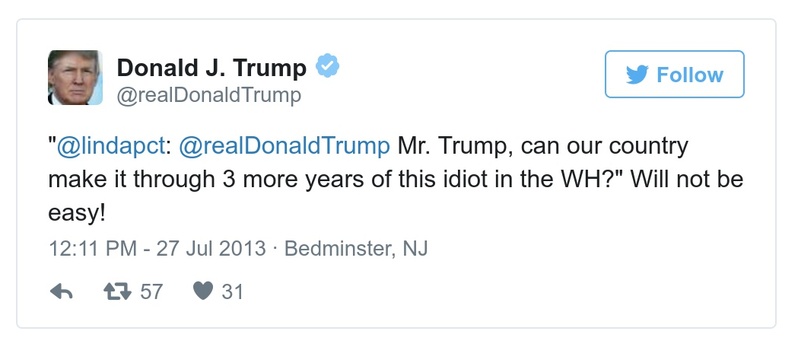 Donald J. Trump
@realDonaldTrump
Follow
"@lindapct: @realDonaldTrump Mr. Trump, can our country
make it through 3 more years of this idiot in the WH?" Will not be
easy!
12:11 PM - 27 Jul 2013 · Bedminster, NJ
57
31